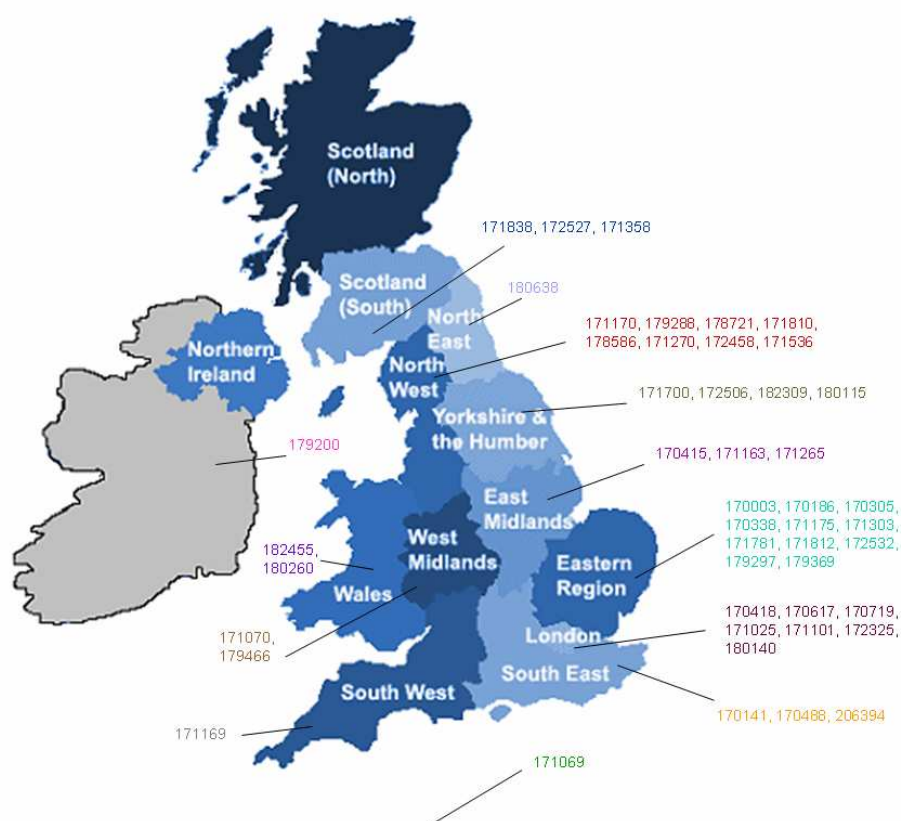 Scotland
(North)
171838, 172527, 171358
Scotland
(South)
180638
North
East
171170, 179288, 178721, 171810,
178586, 171270, 172458, 171536
Northern
Ireland
North
West
171700, 172506, 182309, 180115
Yorkshire &
the Humber
179200
170415, 171163, 171265
East
Midlands
170003, 170186, 170305,
170338, 171175, 171303,
171781, 171812, 172532,
179297, 179369
West
Midlands
182455,
180260
Eastern
Region
Wales
170418, 170617, 170719,
171025, 171101, 172325,
180140
London
171070,
179466
South East
South West
170141, 170488, 206394
171169
171069